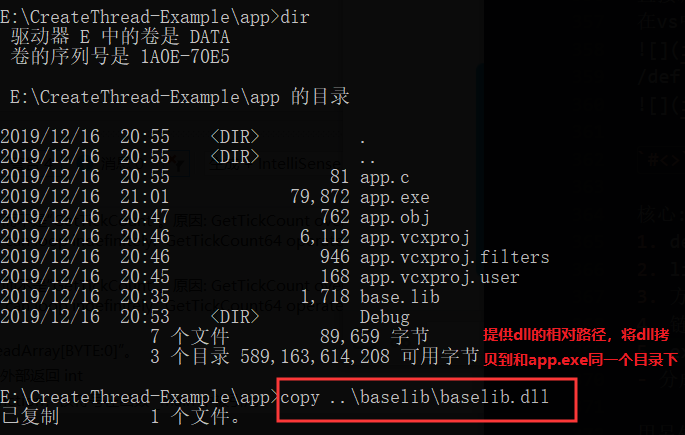 E:\CreateThread-Example\app>dir
驱动器 E 中的卷是 DATA
卷的序列号是 1A0E-70E5
E:\CreateThread-Example\app 的目录
2019/12/16 20:55 <DIR> .
2019/12/16 20:55 <DIR> ..
2019/12/16 20:55 81 app.c
2019/12/16 21:01 79,872 app.exe
2019/12/16 20:47 762 app.obj
2019/12/16 20:46 6,112 app.vcxproj
2019/12/16 20:46 946 app.vcxproj.filters
2019/12/16 20:45 168 app.vcxproj.user
2019/12/16 20:35 1,718 base.lib
2019/12/16 20:53 <DIR> Debug
7 个文件 89,659 字节
3 个目录 589,163,614,208 可用字节
提供dll的相对路径，将dll拷
贝到和app.exe同一个目录下
E:\CreateThread-Example\app>copy ..\baselib\baselib.dll
已复制 1 个文件。